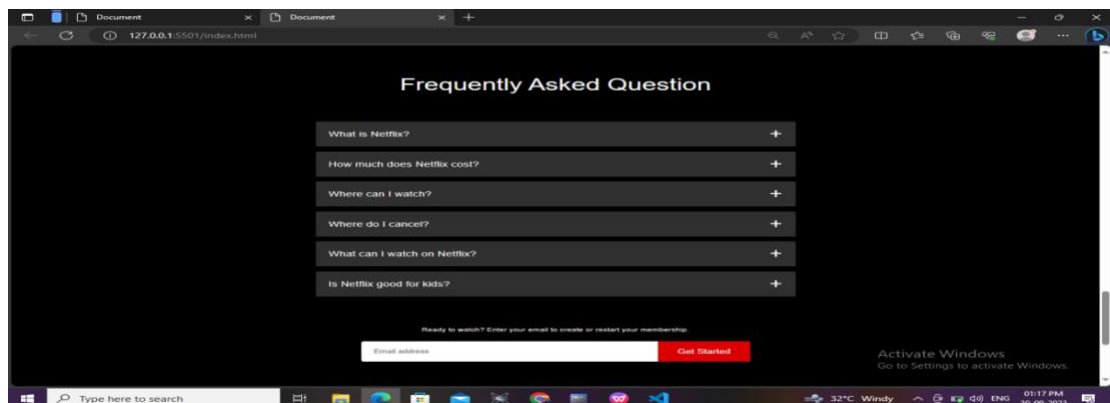 Document
Document
127.0.0.1:5501/index.html
Frequently Asked Question
What is Netflix?
How much does Netflix cost?
Where can I watch?
Where do I cancel?
What can I watch on Netflix?
Is Netflix good for kids?
Ready to watch? Enter your email to create or restart your membership.
Email address
Get Started
Activate Windows
Go to Settings to activate Windows.
Type here to search
32°C Windy
ENG
01:17 PM